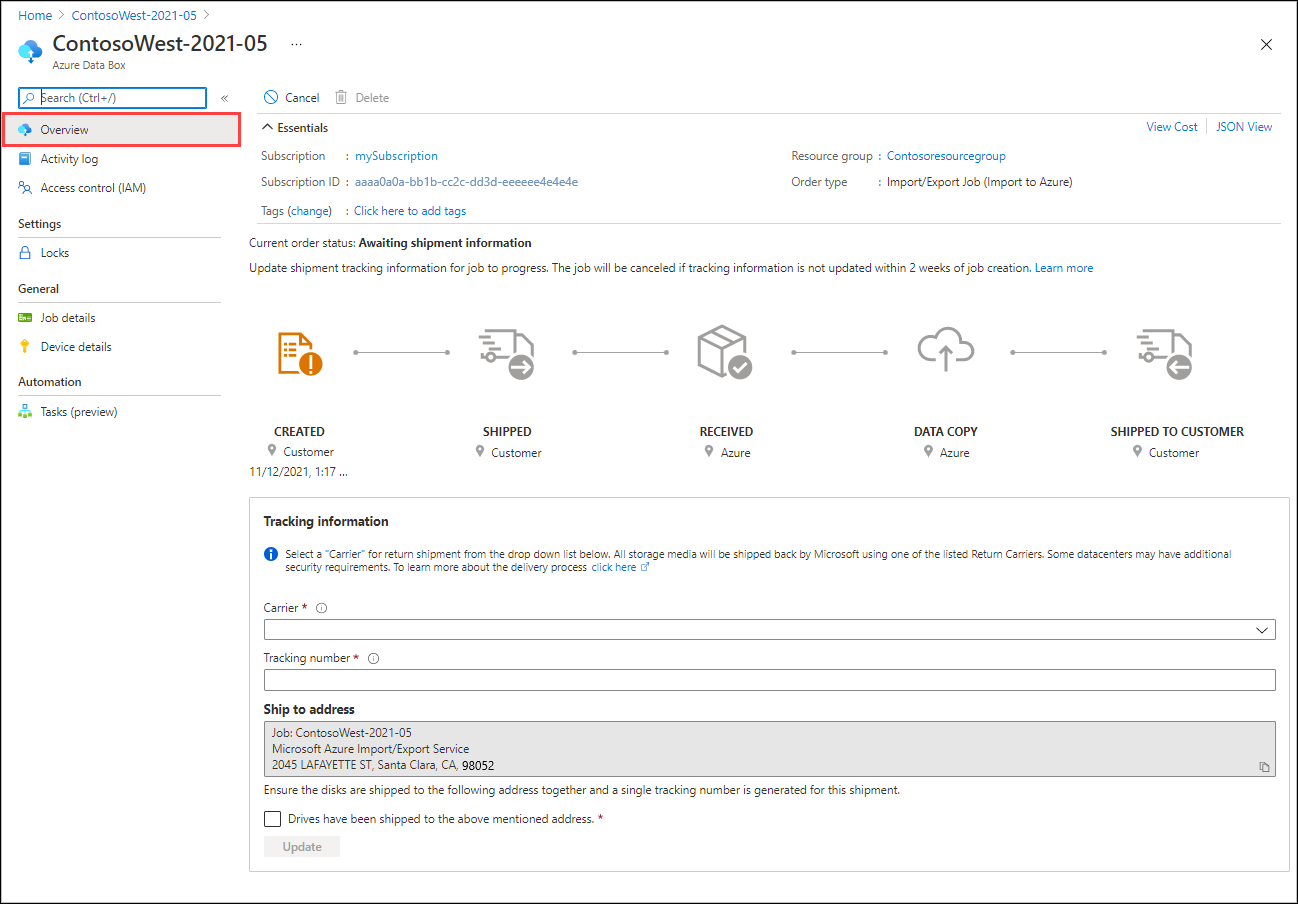 Home > ContosoWest-2021-05 >
ContosoWest-2021-05 ...
Azure Data Box
Search (Ctrl+/) «
Overview
Activity log
Access control (IAM)
Settings
Locks
General
Job details
Device details
Automation
Tasks (preview)
Cancel Delete
Essentials View Cost JSON View
Subscription : mySubscription
Subscription ID : aaaa0a0a-bb1b-cc2c-dd3d-eeeeee4e4e4e
Tags (change) : Click here to add tags
Resource group : Contosoresourcegroup
Order type : Import/Export Job (Import to Azure)
Current order status: Awaiting shipment information
Update shipment tracking information for job to progress. The job will be canceled if tracking information is not updated within 2 weeks of job creation. Learn more
CREATED SHIPPED RECEIVED DATA COPY SHIPPED TO CUSTOMER
Customer Customer Azure Azure Customer
11/12/2021, 1:17 ...
Tracking information
Select a "Carrier" for return shipment from the drop down list below. All storage media will be shipped back by Microsoft using one of the listed Return Carriers. Some datacenters may have additional
security requirements. To learn more about the delivery process click here
Carrier *
Tracking number *
Ship to address
Job: ContosoWest-2021-05
Microsoft Azure Import/Export Service
2045 LAFAYETTE ST, Santa Clara, CA, 98052
Ensure the disks are shipped to the following address together and a single tracking number is generated for this shipment.
Drives have been shipped to the above mentioned address. *
Update